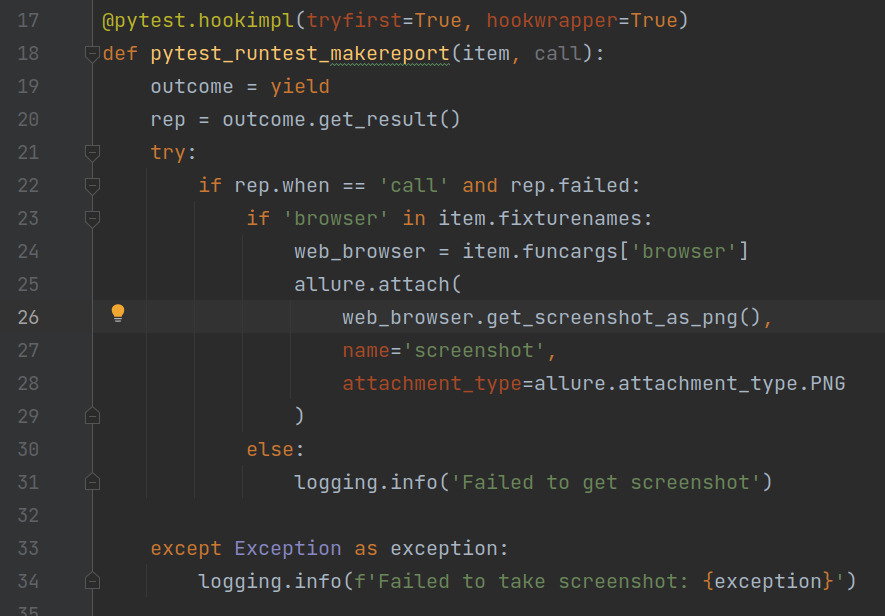 17 @pytest.hookimpl(tryfirst=True, hookwrapper=True)
18 def pytest_runtest_makereport(item, call):
19     outcome = yield
20     rep = outcome.get_result()
21     try:
22         if rep.when == 'call' and rep.failed:
23             if 'browser' in item.fixturenames:
24                 web_browser = item.funcargs['browser']
25                 allure.attach(
26                     web_browser.get_screenshot_as_png(),
27                     name='screenshot',
28                     attachment_type=allure.attachment_type.PNG
29                 )
30             else:
31                 logging.info('Failed to get screenshot')
32
33     except Exception as exception:
34         logging.info(f'Failed to take screenshot: {exception}')
35